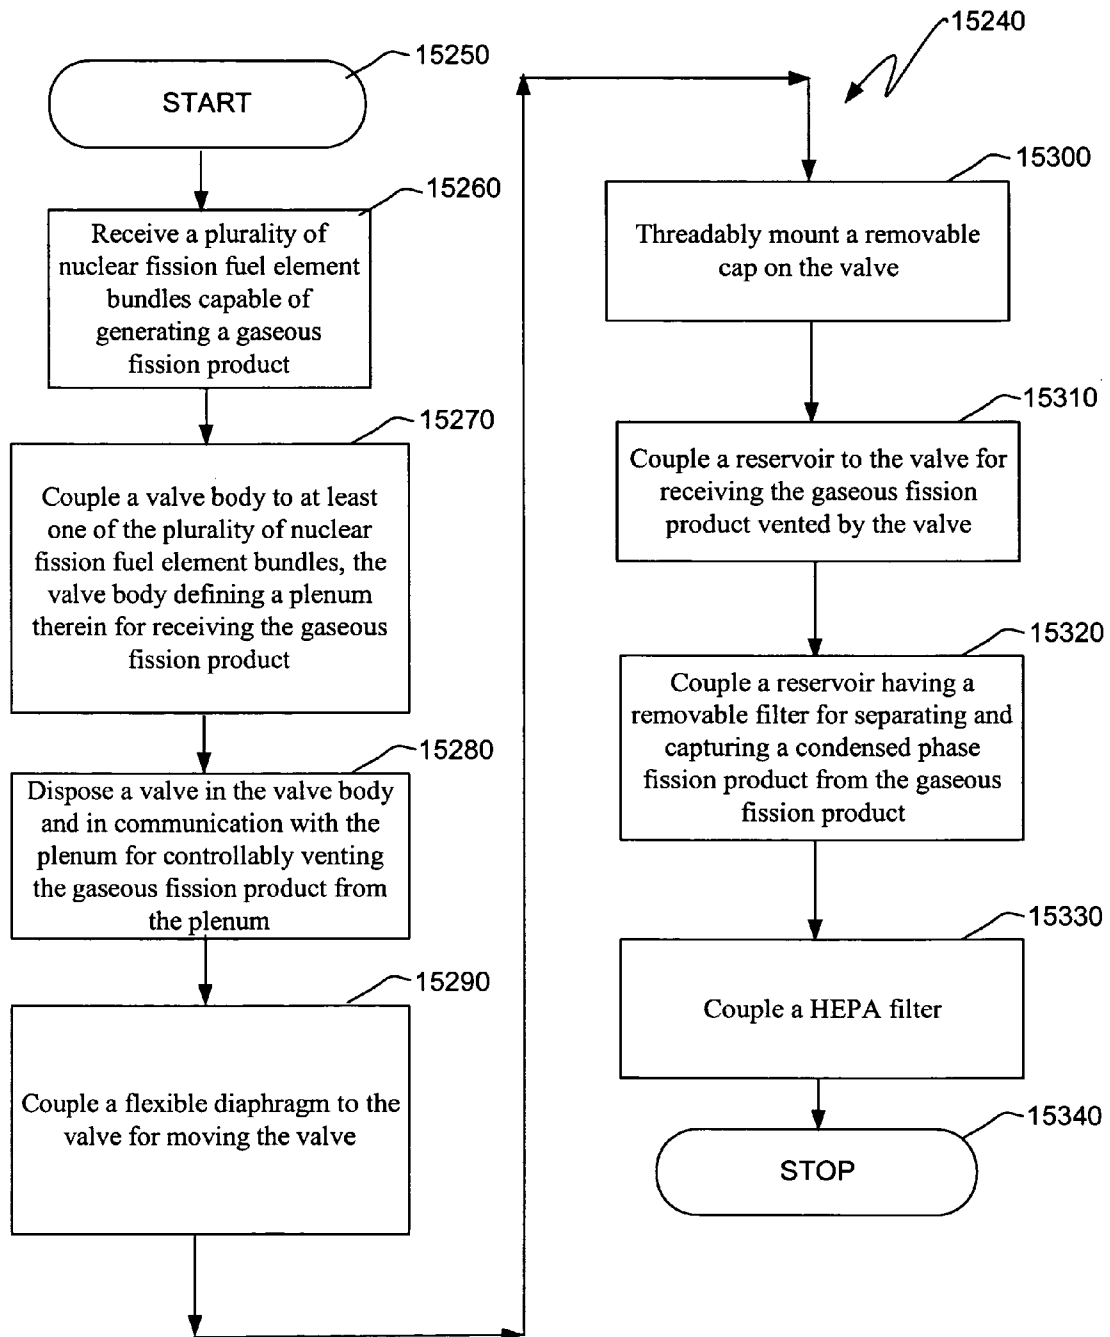 15250
START
15260
Receive a plurality of
nuclear fission fuel element
bundles capable of
generating a gaseous
fission product
15270
Couple a valve body to at least
one of the plurality of nuclear
fission fuel element bundles, the
valve body defining a plenum
therein for receiving the gaseous
fission product
15280
Dispose a valve in the valve body
and in communication with the
plenum for controllably venting
the gaseous fission product from
the plenum
15290
Couple a flexible diaphragm to the
valve for moving the valve
15240
15300
Threadably mount a removable
cap on the valve
15310
Couple a reservoir to the valve for
receiving the gaseous fission
product vented by the valve
15320
Couple a reservoir having a
removable filter for separating and
capturing a condensed phase
fission product from the gaseous
fission product
15330
Couple a HEPA filter
15340
STOP